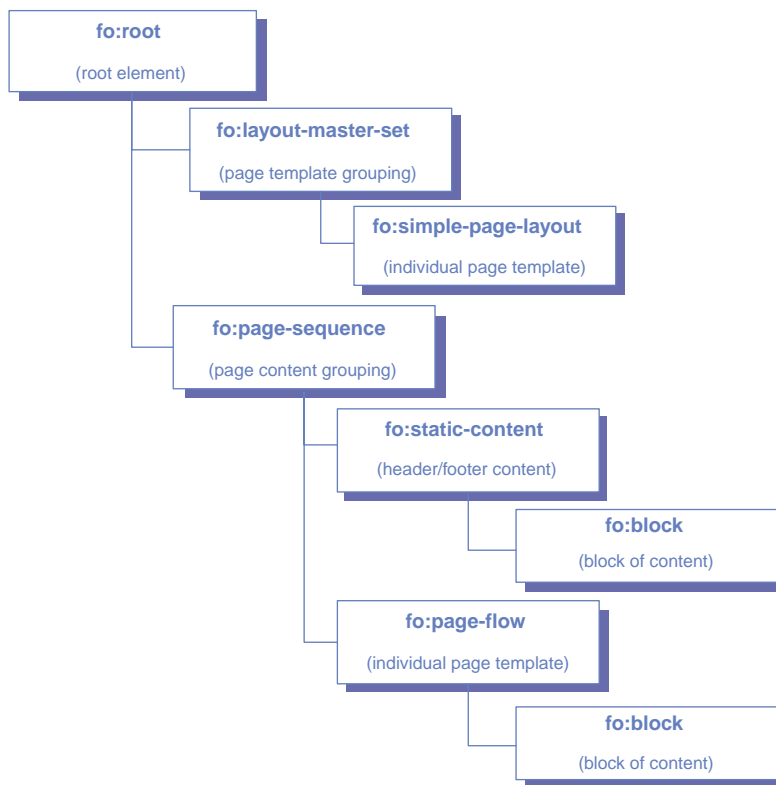 fo:root
(root element)
fo:layout-master-set
(page template grouping)
fo:simple-page-layout
(individual page template)
fo:page-sequence
(page content grouping)
fo:static-content
(header/footer content)
fo:block
(block of content)
fo:page-flow
(individual page template)
fo:block
(block of content)